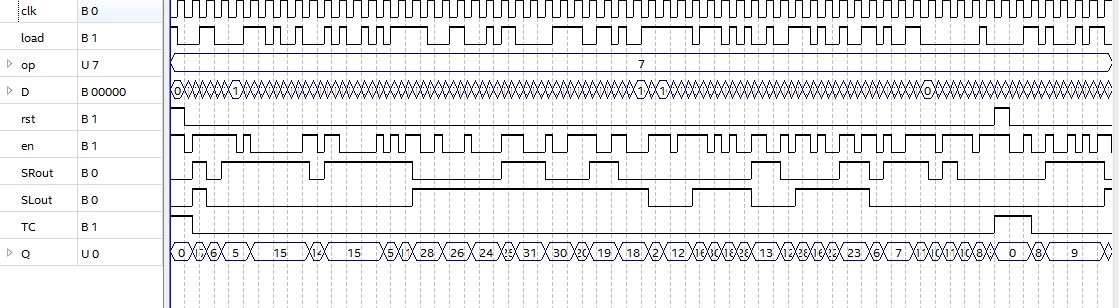 clk B 0
load B 1
op U 7 7
D B 00000 0 1 1 1 0
rst B 1
en B 1
SRout B 0
SLout B 0
TC B 1
Q U 0 0 6 5 15 14 15 5 28 26 24 31 30 19 18 12 13 23 6 7 8 0 8 9